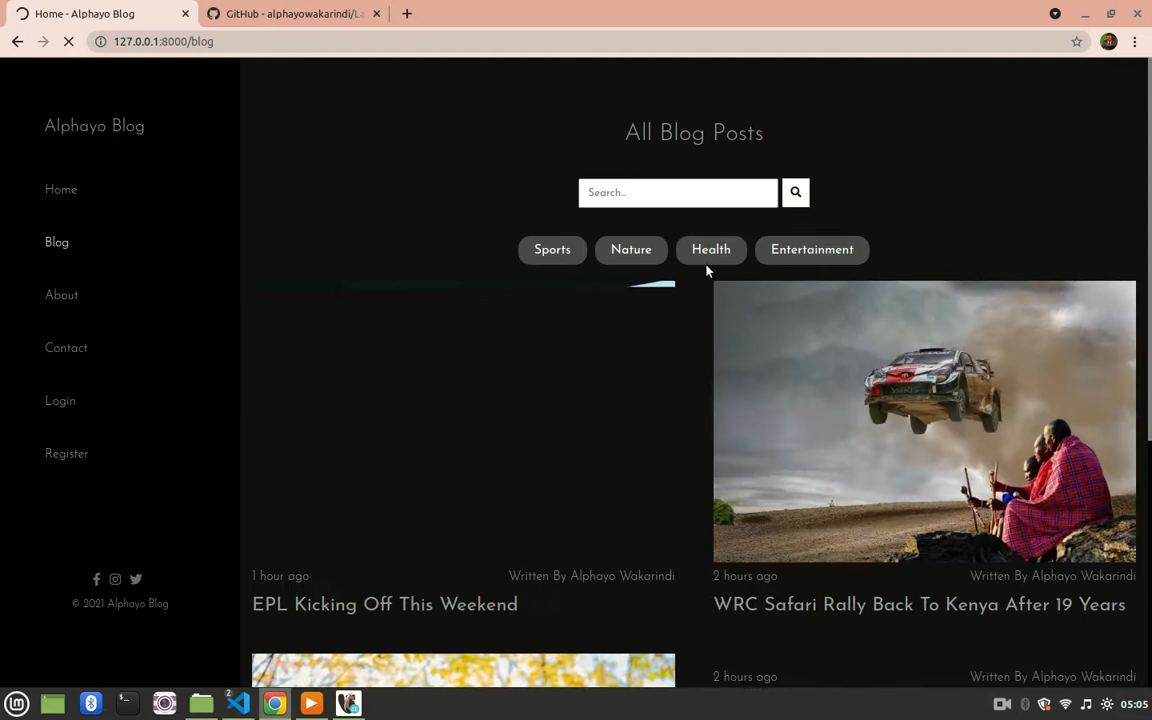 Home - Alphayo Blog
GitHub - alphayowakarindi/La
127.0.0.1:8000/blog
Alphayo Blog
Home
Blog
About
Contact
Login
Register
© 2021 Alphayo Blog
All Blog Posts
Search...
Sports
Nature
Health
Entertainment
1 hour ago
Written By Alphayo Wakarindi
EPL Kicking Off This Weekend
2 hours ago
Written By Alphayo Wakarindi
WRC Safari Rally Back To Kenya After 19 Years
2 hours ago
Written By Alphayo Wakarindi
2
05:05